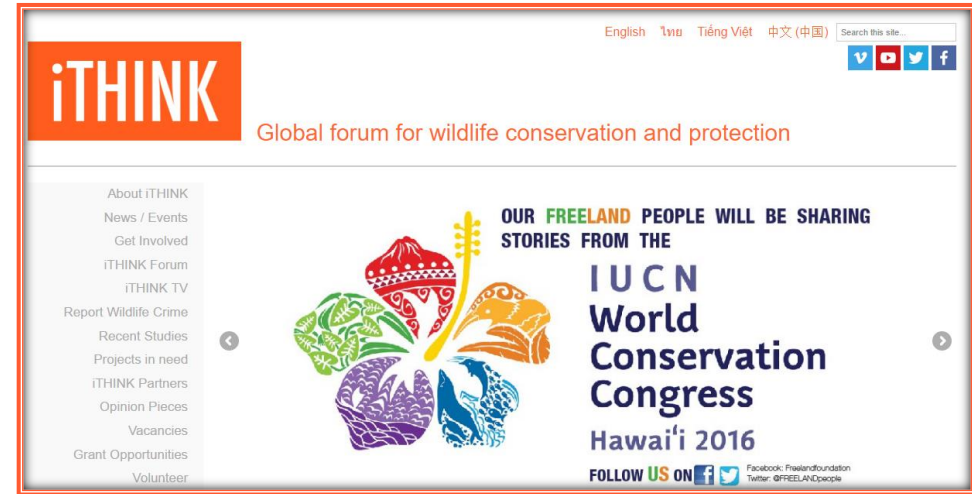 English ไทย Tiếng Việt 中文 (中国) Search this site...
iTHINK
Global forum for wildlife conservation and protection
About iTHINK
News / Events
Get Involved
iTHINK Forum
iTHINK TV
Report Wildlife Crime
Recent Studies
Projects in need
iTHINK Partners
Opinion Pieces
Vacancies
Grant Opportunities
Volunteer
OUR FREELAND PEOPLE WILL BE SHARING
STORIES FROM THE
IUCN
World
Conservation
Congress
Hawaiʻi 2016
FOLLOW US ON
Facebook: Freelandfoundation
Twitter: @FREELANDpeople